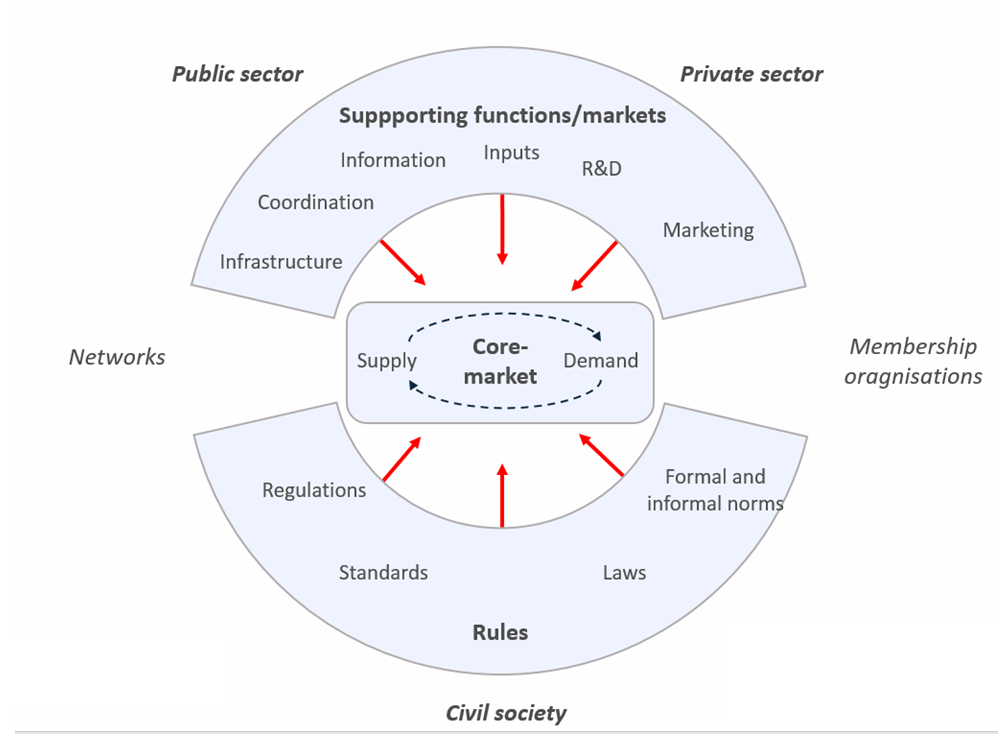 Public sector
Private sector
Suppporting functions/markets
Information
Inputs
R&D
Coordination
Marketing
Infrastructure
Networks
Supply
Core-
market
Demand
Membership
oragnisations
Regulations
Formal and
informal norms
Standards
Laws
Rules
Civil society